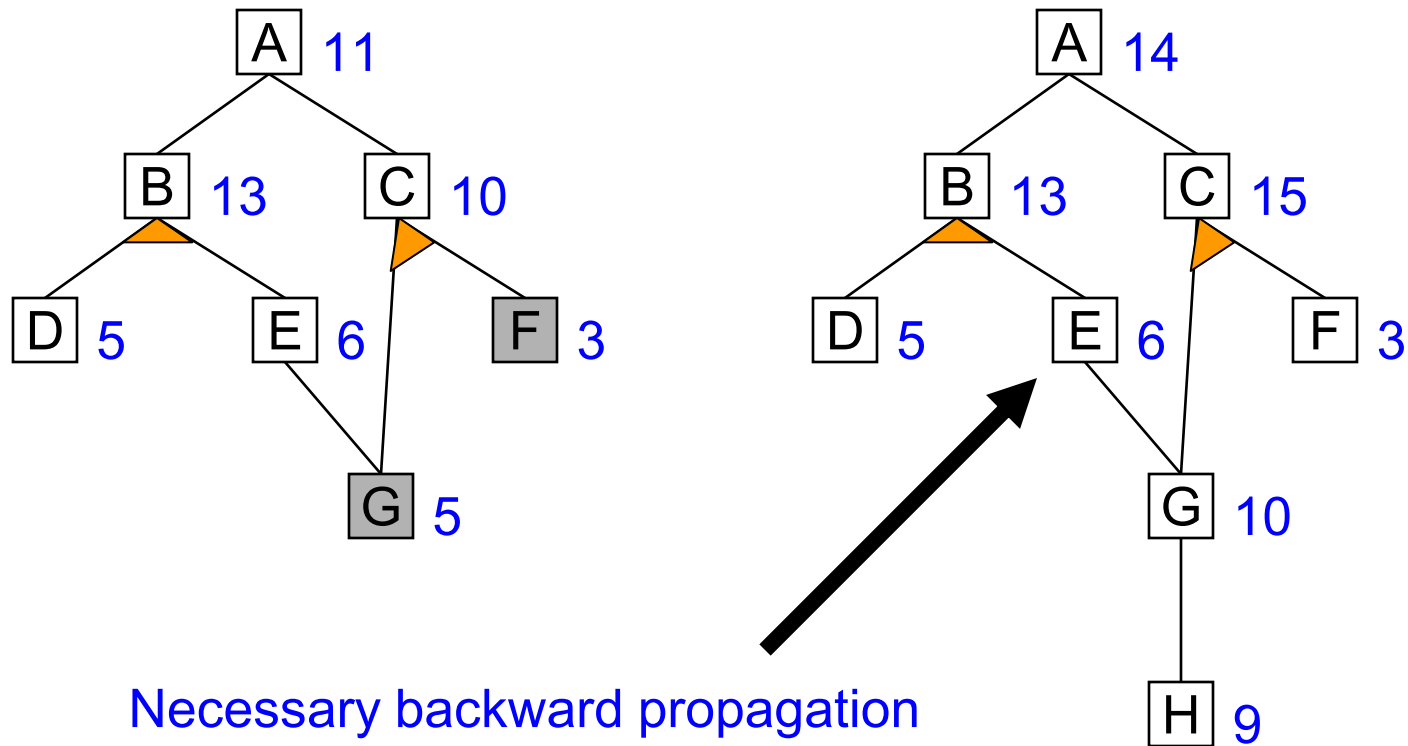 A 11 A 14
B 13 C 10 B 13 C 15
D 5 E 6 F 3 D 5 E 6 F 3
G 5 G 10
Necessary backward propagation H 9